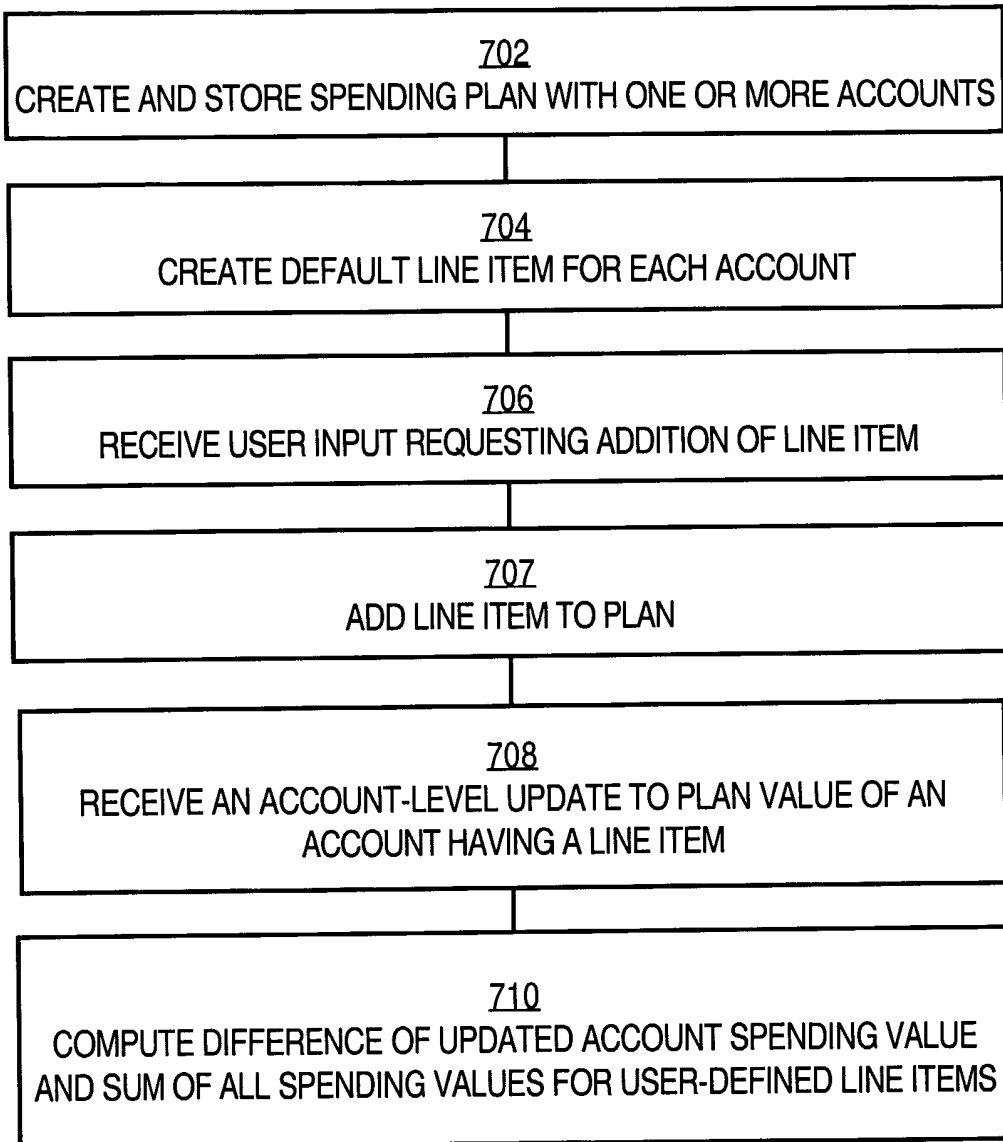 702
CREATE AND STORE SPENDING PLAN WITH ONE OR MORE ACCOUNTS
704
CREATE DEFAULT LINE ITEM FOR EACH ACCOUNT
706
RECEIVE USER INPUT REQUESTING ADDITION OF LINE ITEM
707
ADD LINE ITEM TO PLAN
708
RECEIVE AN ACCOUNT-LEVEL UPDATE TO PLAN VALUE OF AN
ACCOUNT HAVING A LINE ITEM
710
COMPUTE DIFFERENCE OF UPDATED ACCOUNT SPENDING VALUE
AND SUM OF ALL SPENDING VALUES FOR USER-DEFINED LINE ITEMS